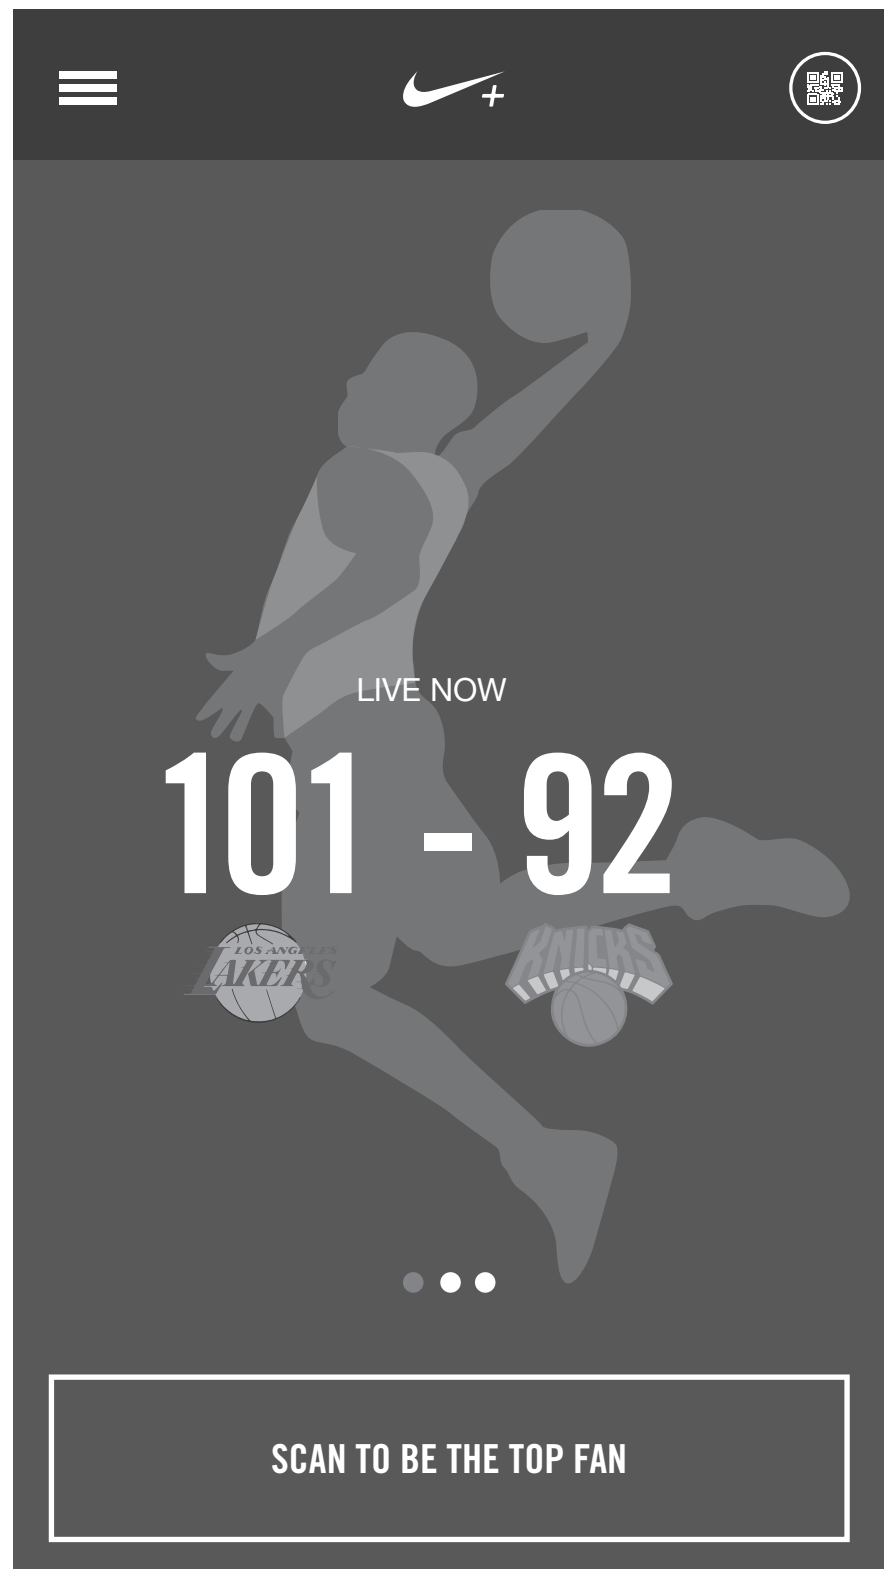 LIVE NOW
101 - 92
LOS ANGELES
LAKERS
KNICKS
SCAN TO BE THE TOP FAN